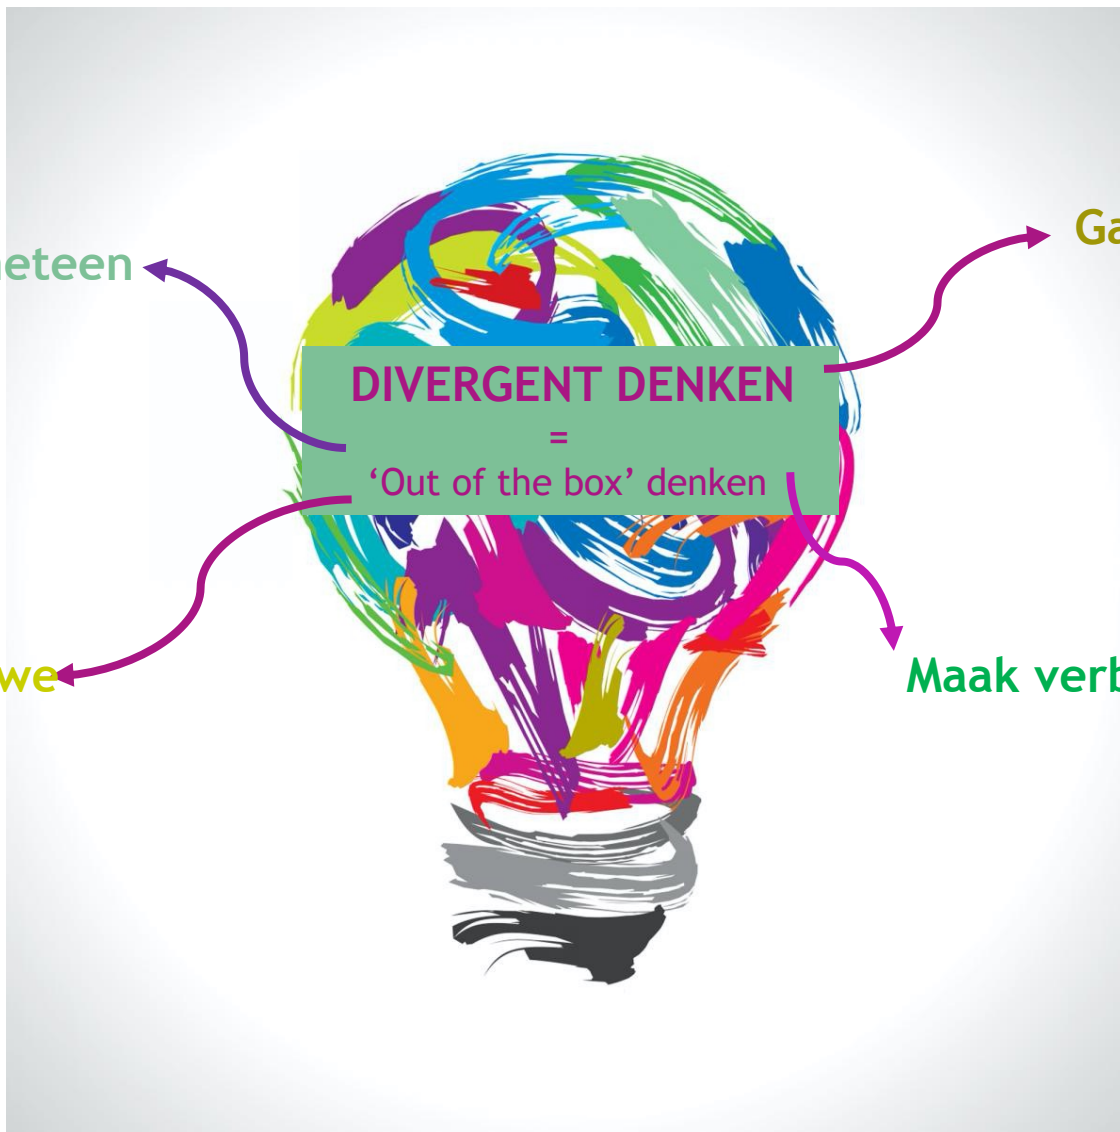 Ga
eteen
DIVERGENT DENKEN
=
‘Out of the box’ denken
we
Maak verb